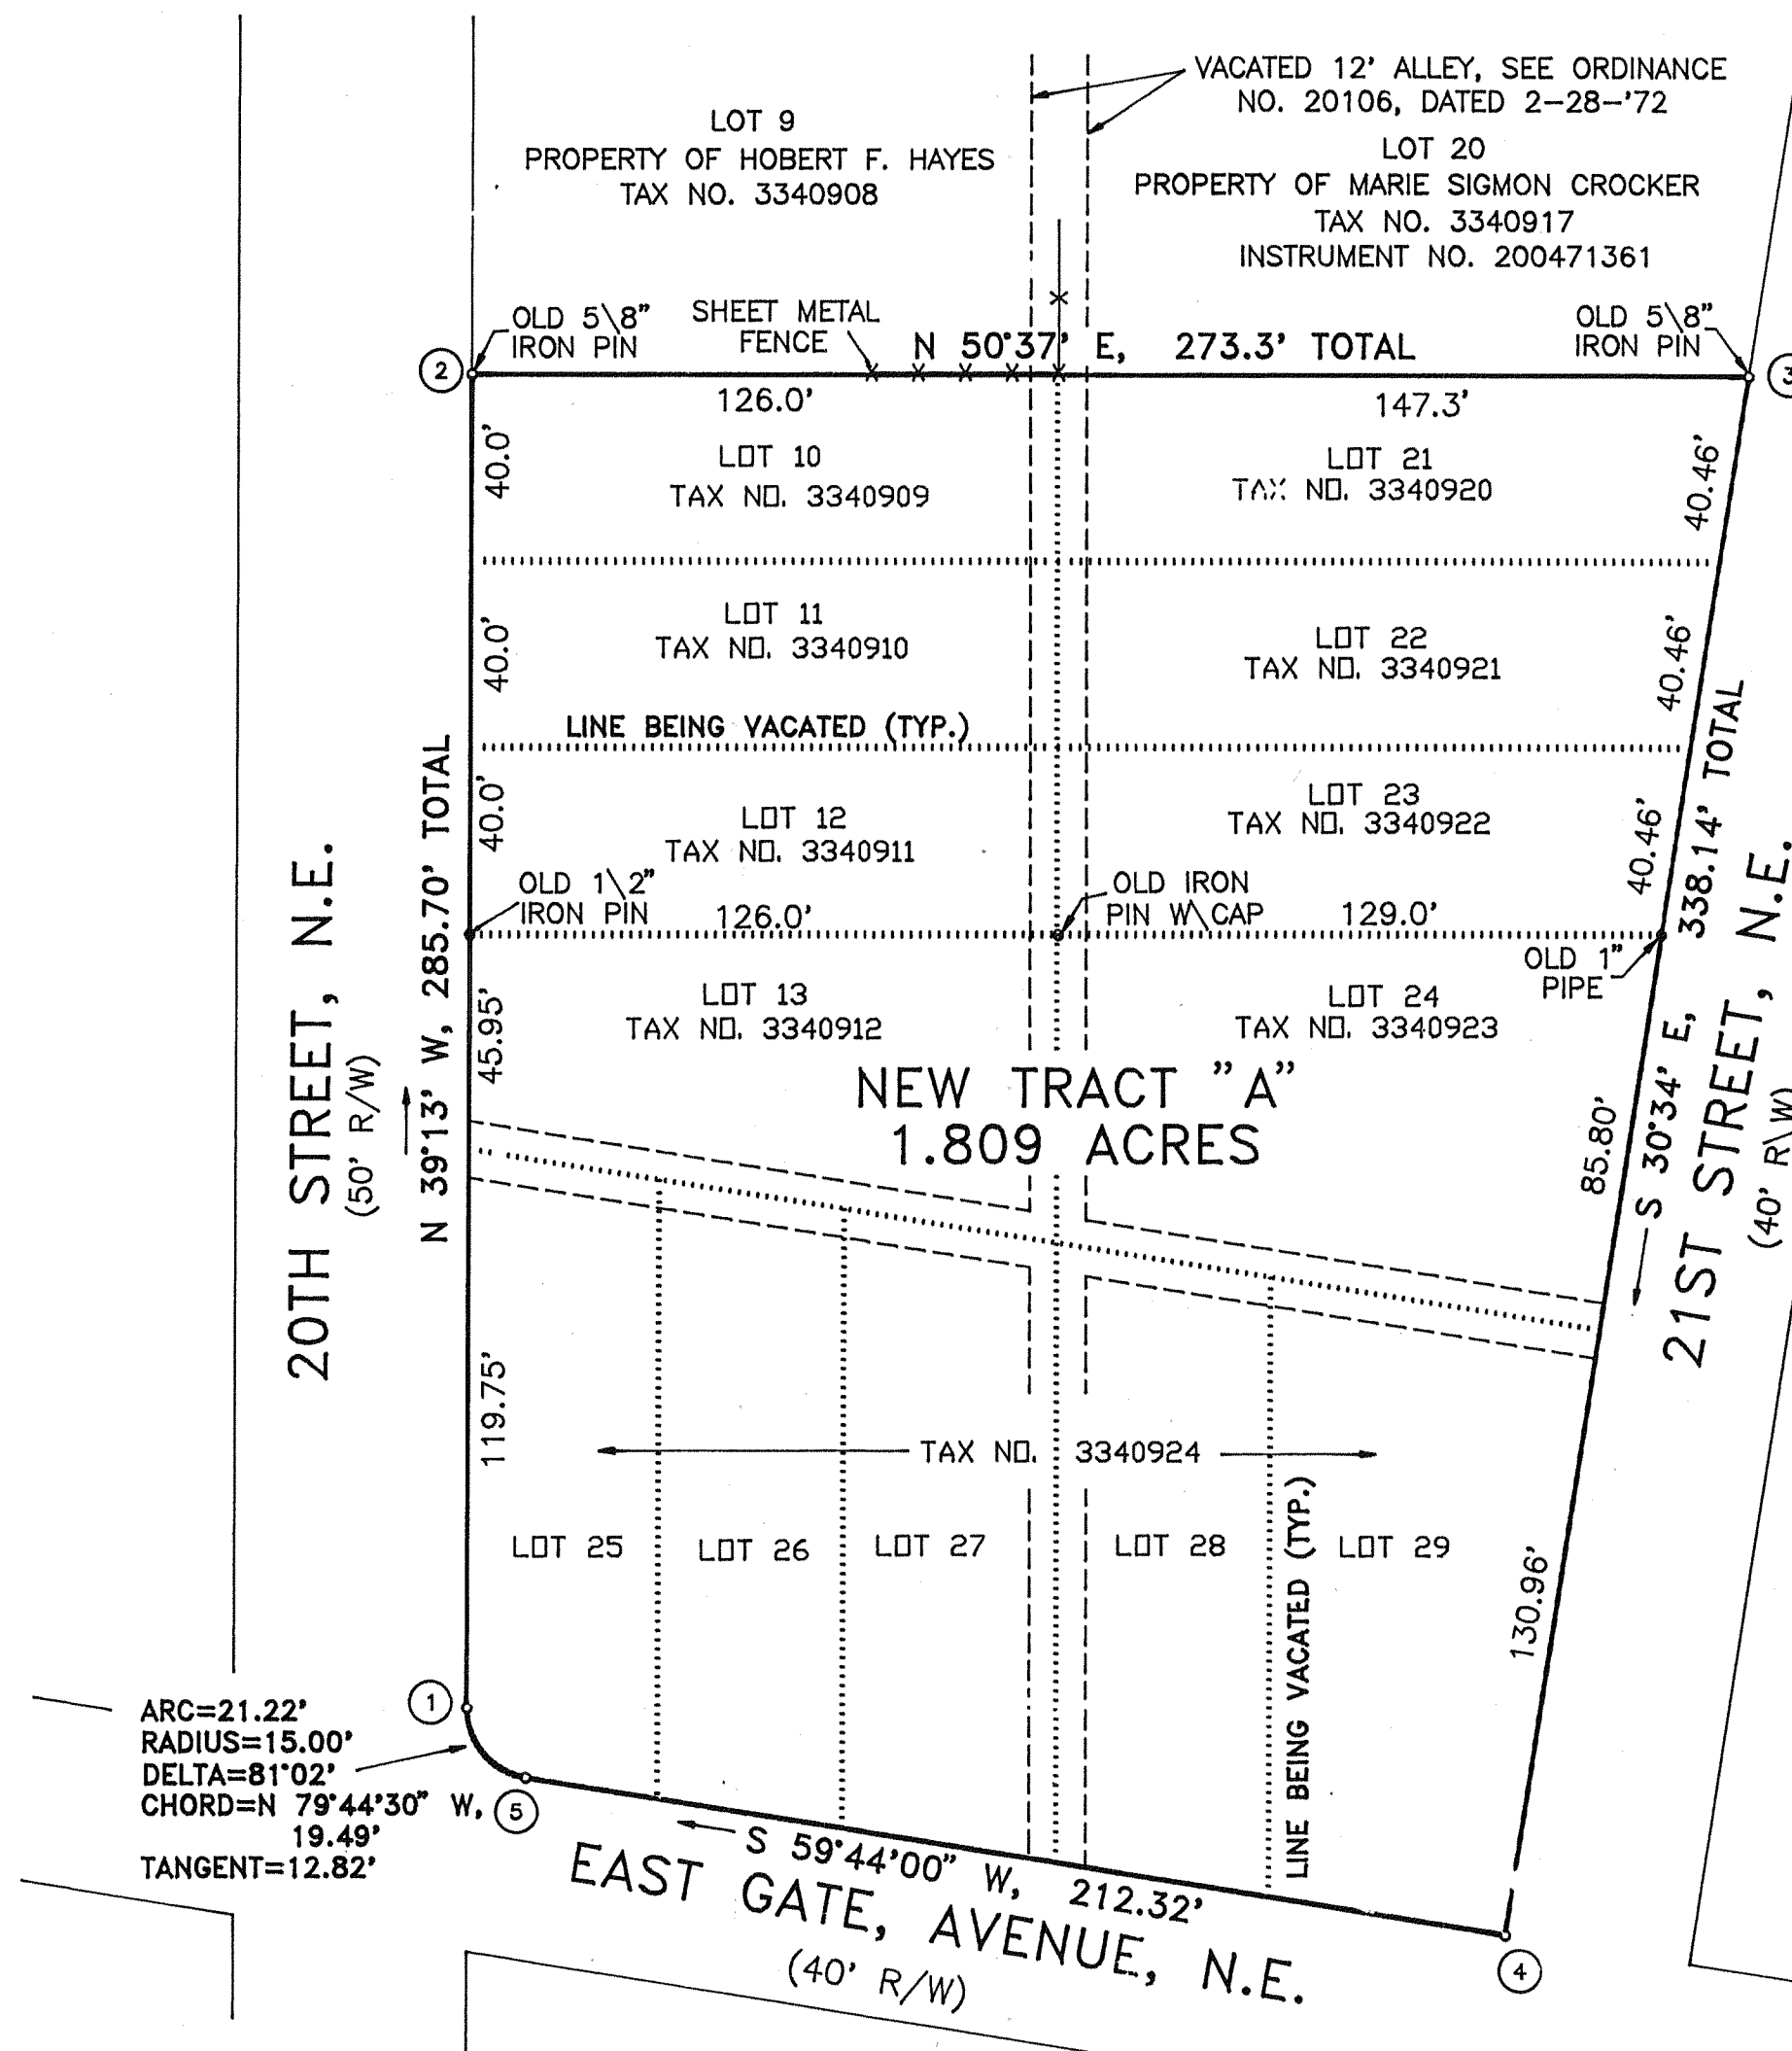 VACATED 12' ALLEY, SEE ORDINANCE
NO. 20106, DATED 2-28-'72
LOT 9
PROPERTY OF HOBERT F. HAYES
TAX NO. 3340908
LOT 20
PROPERTY OF MARIE SIGMON CROCKER
TAX NO. 3340917
INSTRUMENT NO. 200471361
OLD 5\8"
IRON PIN
SHEET METAL
FENCE
N 50°37' E, 273.3' TOTAL
OLD 5\8"
IRON PIN
2
3
126.0'
147.3'
40.0'
LOT 10
TAX NO. 3340909
LOT 21
TAX NO. 3340920
40.46'
40.0'
LOT 11
TAX NO. 3340910
LOT 22
TAX NO. 3340921
40.46'
LINE BEING VACATED (TYP.)
40.0'
LOT 12
TAX NO. 3340911
LOT 23
TAX NO. 3340922
40.46'
OLD 1\2"
IRON PIN
126.0'
OLD IRON
PIN W\CAP
129.0'
OLD 1"
PIPE
20TH STREET, N.E.
(50' R/W)
N 39°13' W, 285.70' TOTAL
45.95'
LOT 13
TAX NO. 3340912
LOT 24
TAX NO. 3340923
NEW TRACT "A"
1.809 ACRES
85.80'
S 30°34' E, 338.14' TOTAL
21ST STREET, N.E.
(40' R\W)
119.75'
TAX NO. 3340924
LOT 25
LOT 26
LOT 27
LOT 28
LINE BEING VACATED (TYP.)
LOT 29
130.96'
1
ARC=21.22'
RADIUS=15.00'
DELTA=81°02'
CHORD=N 79°44'30" W,
19.49'
TANGENT=12.82'
5
S 59°44'00" W, 212.32'
EAST GATE, AVENUE, N.E.
(40' R/W)
4